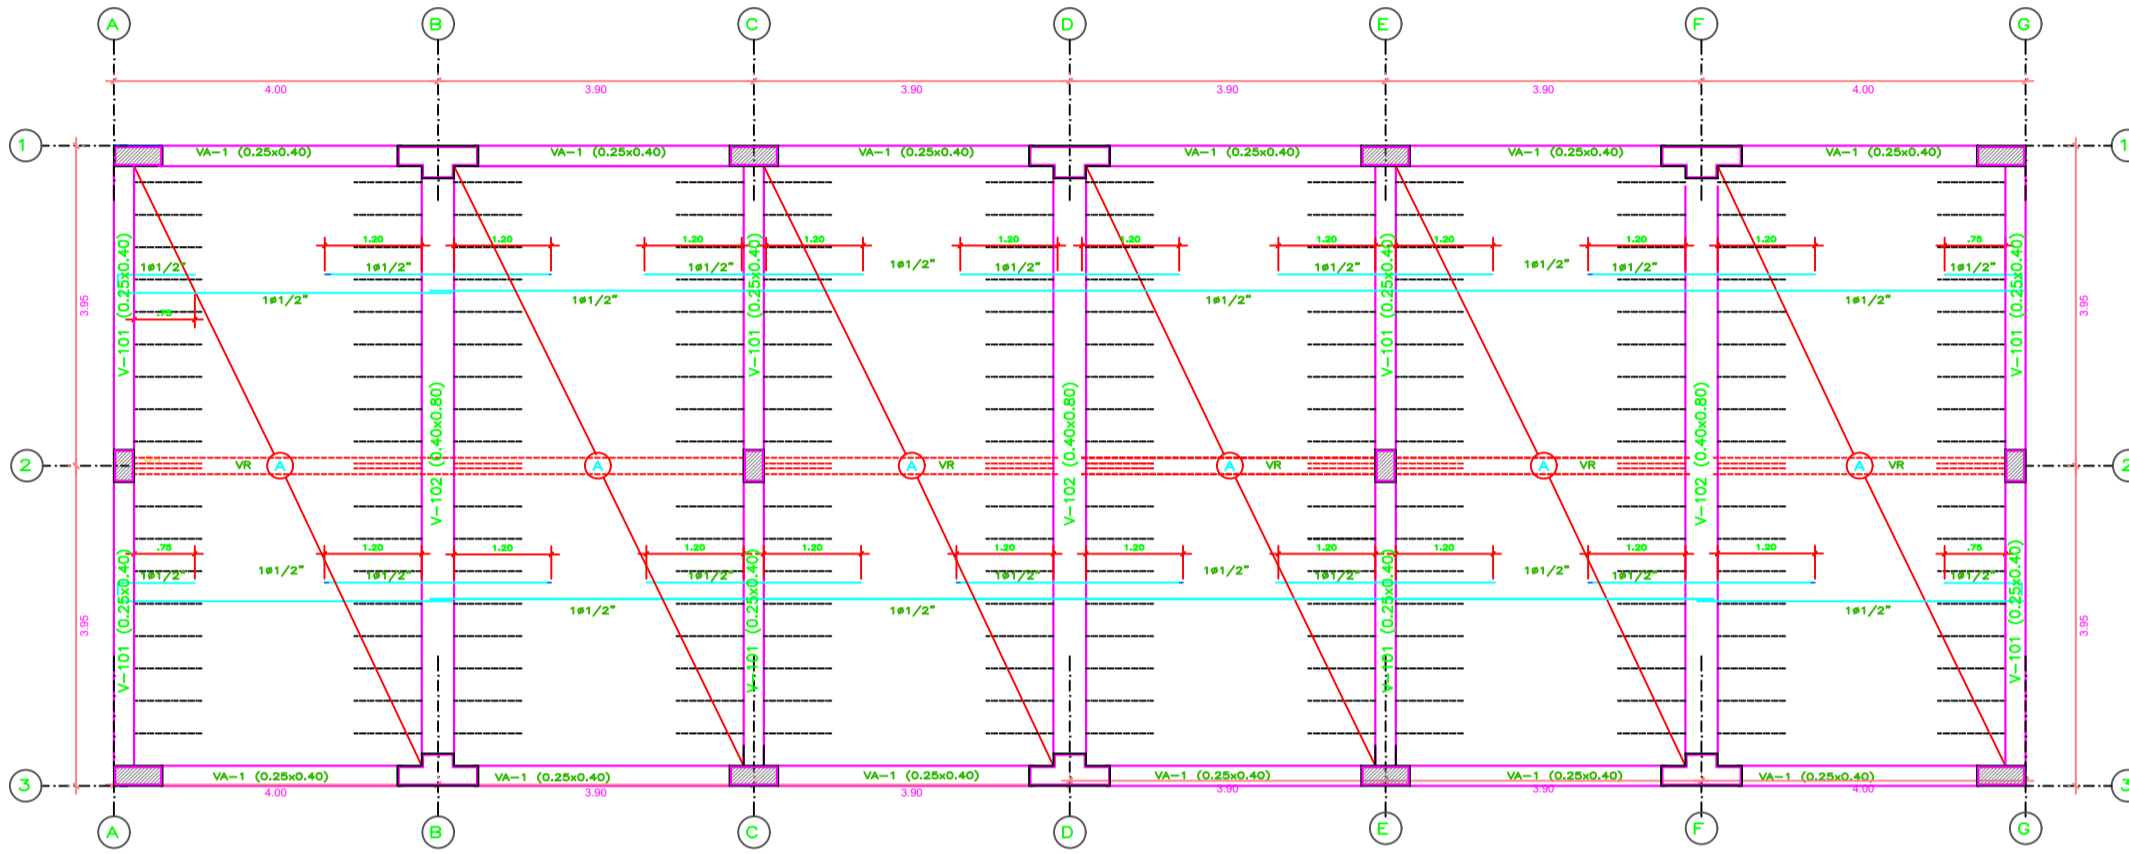 A B C D E F G
4.00 3.90 3.90 3.90 3.90 4.00
1 VA-1 (0.25x0.40) VA-1 (0.25x0.40) VA-1 (0.25x0.40) VA-1 (0.25x0.40) VA-1 (0.25x0.40) VA-1 (0.25x0.40) 1
1.20 1.20 1.20 1.20 1.20 1.20 1.20 1.20 1.20 1.20 .75
1ø1/2" 1ø1/2" 1ø1/2" 1ø1/2" 1ø1/2" 1ø1/2" 1ø1/2" 1ø1/2" 1ø1/2"
1ø1/2" 1ø1/2" 1ø1/2" 1ø1/2"
.75
3.95 3.95
V-101 (0.25x0.40) V-101 (0.25x0.40) V-101 (0.25x0.40) V-101 (0.25x0.40)
V-102 (0.40x0.80) V-102 (0.40x0.80) V-102 (0.40x0.80)
2 VR A A A VR A VR A VR A VR 2
.75 1.20 1.20 1.20 1.20 1.20 1.20 1.20 1.20 1.20 1.20 .75
1ø1/2" 1ø1/2" 1ø1/2" 1ø1/2" 1ø1/2" 1ø1/2" 1ø1/2" 1ø1/2" 1ø1/2" 1ø1/2"
1ø1/2" 1ø1/2" 1ø1/2"
3.95 3.95
V-101 (0.25x0.40) V-101 (0.25x0.40) V-101 (0.25x0.40) V-101 (0.25x0.40)
3 VA-1 (0.25x0.40) VA-1 (0.25x0.40) VA-1 (0.25x0.40) VA-1 (0.25x0.40) VA-1 (0.25x0.40) VA-1 (0.25x0.40) 3
4.00 3.90 3.90 3.90 3.90 4.00
A B C D E F G